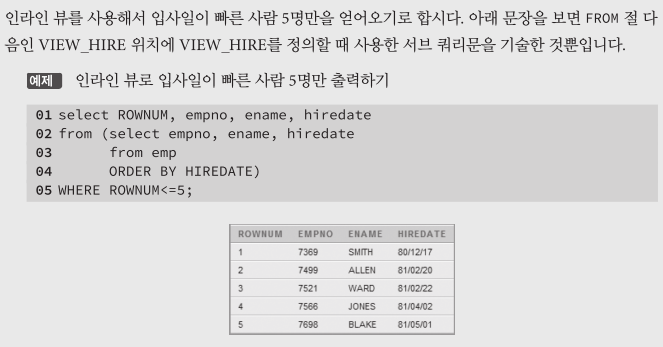 인라인 뷰를 사용해서 입사일이 빠른 사람 5명만을 얻어오기로 합시다. 아래 문장을 보면 FROM 절 다
음인 VIEW_HIRE 위치에 VIEW_HIRE를 정의할 때 사용한 서브 쿼리문을 기술한 것뿐입니다.
예제 인라인 뷰로 입사일이 빠른 사람 5명만 출력하기
01 select ROWNUM, empno, ename, hiredate
02 from (select empno, ename, hiredate
03 from emp
04 ORDER BY HIREDATE)
05 WHERE ROWNUM<=5;
ROWNUM EMPNO ENAME HIREDATE
1 7369 SMITH 80/12/17
2 7499 ALLEN 81/02/20
3 7521 WARD 81/02/22
4 7566 JONES 81/04/02
5 7698 BLAKE 81/05/01